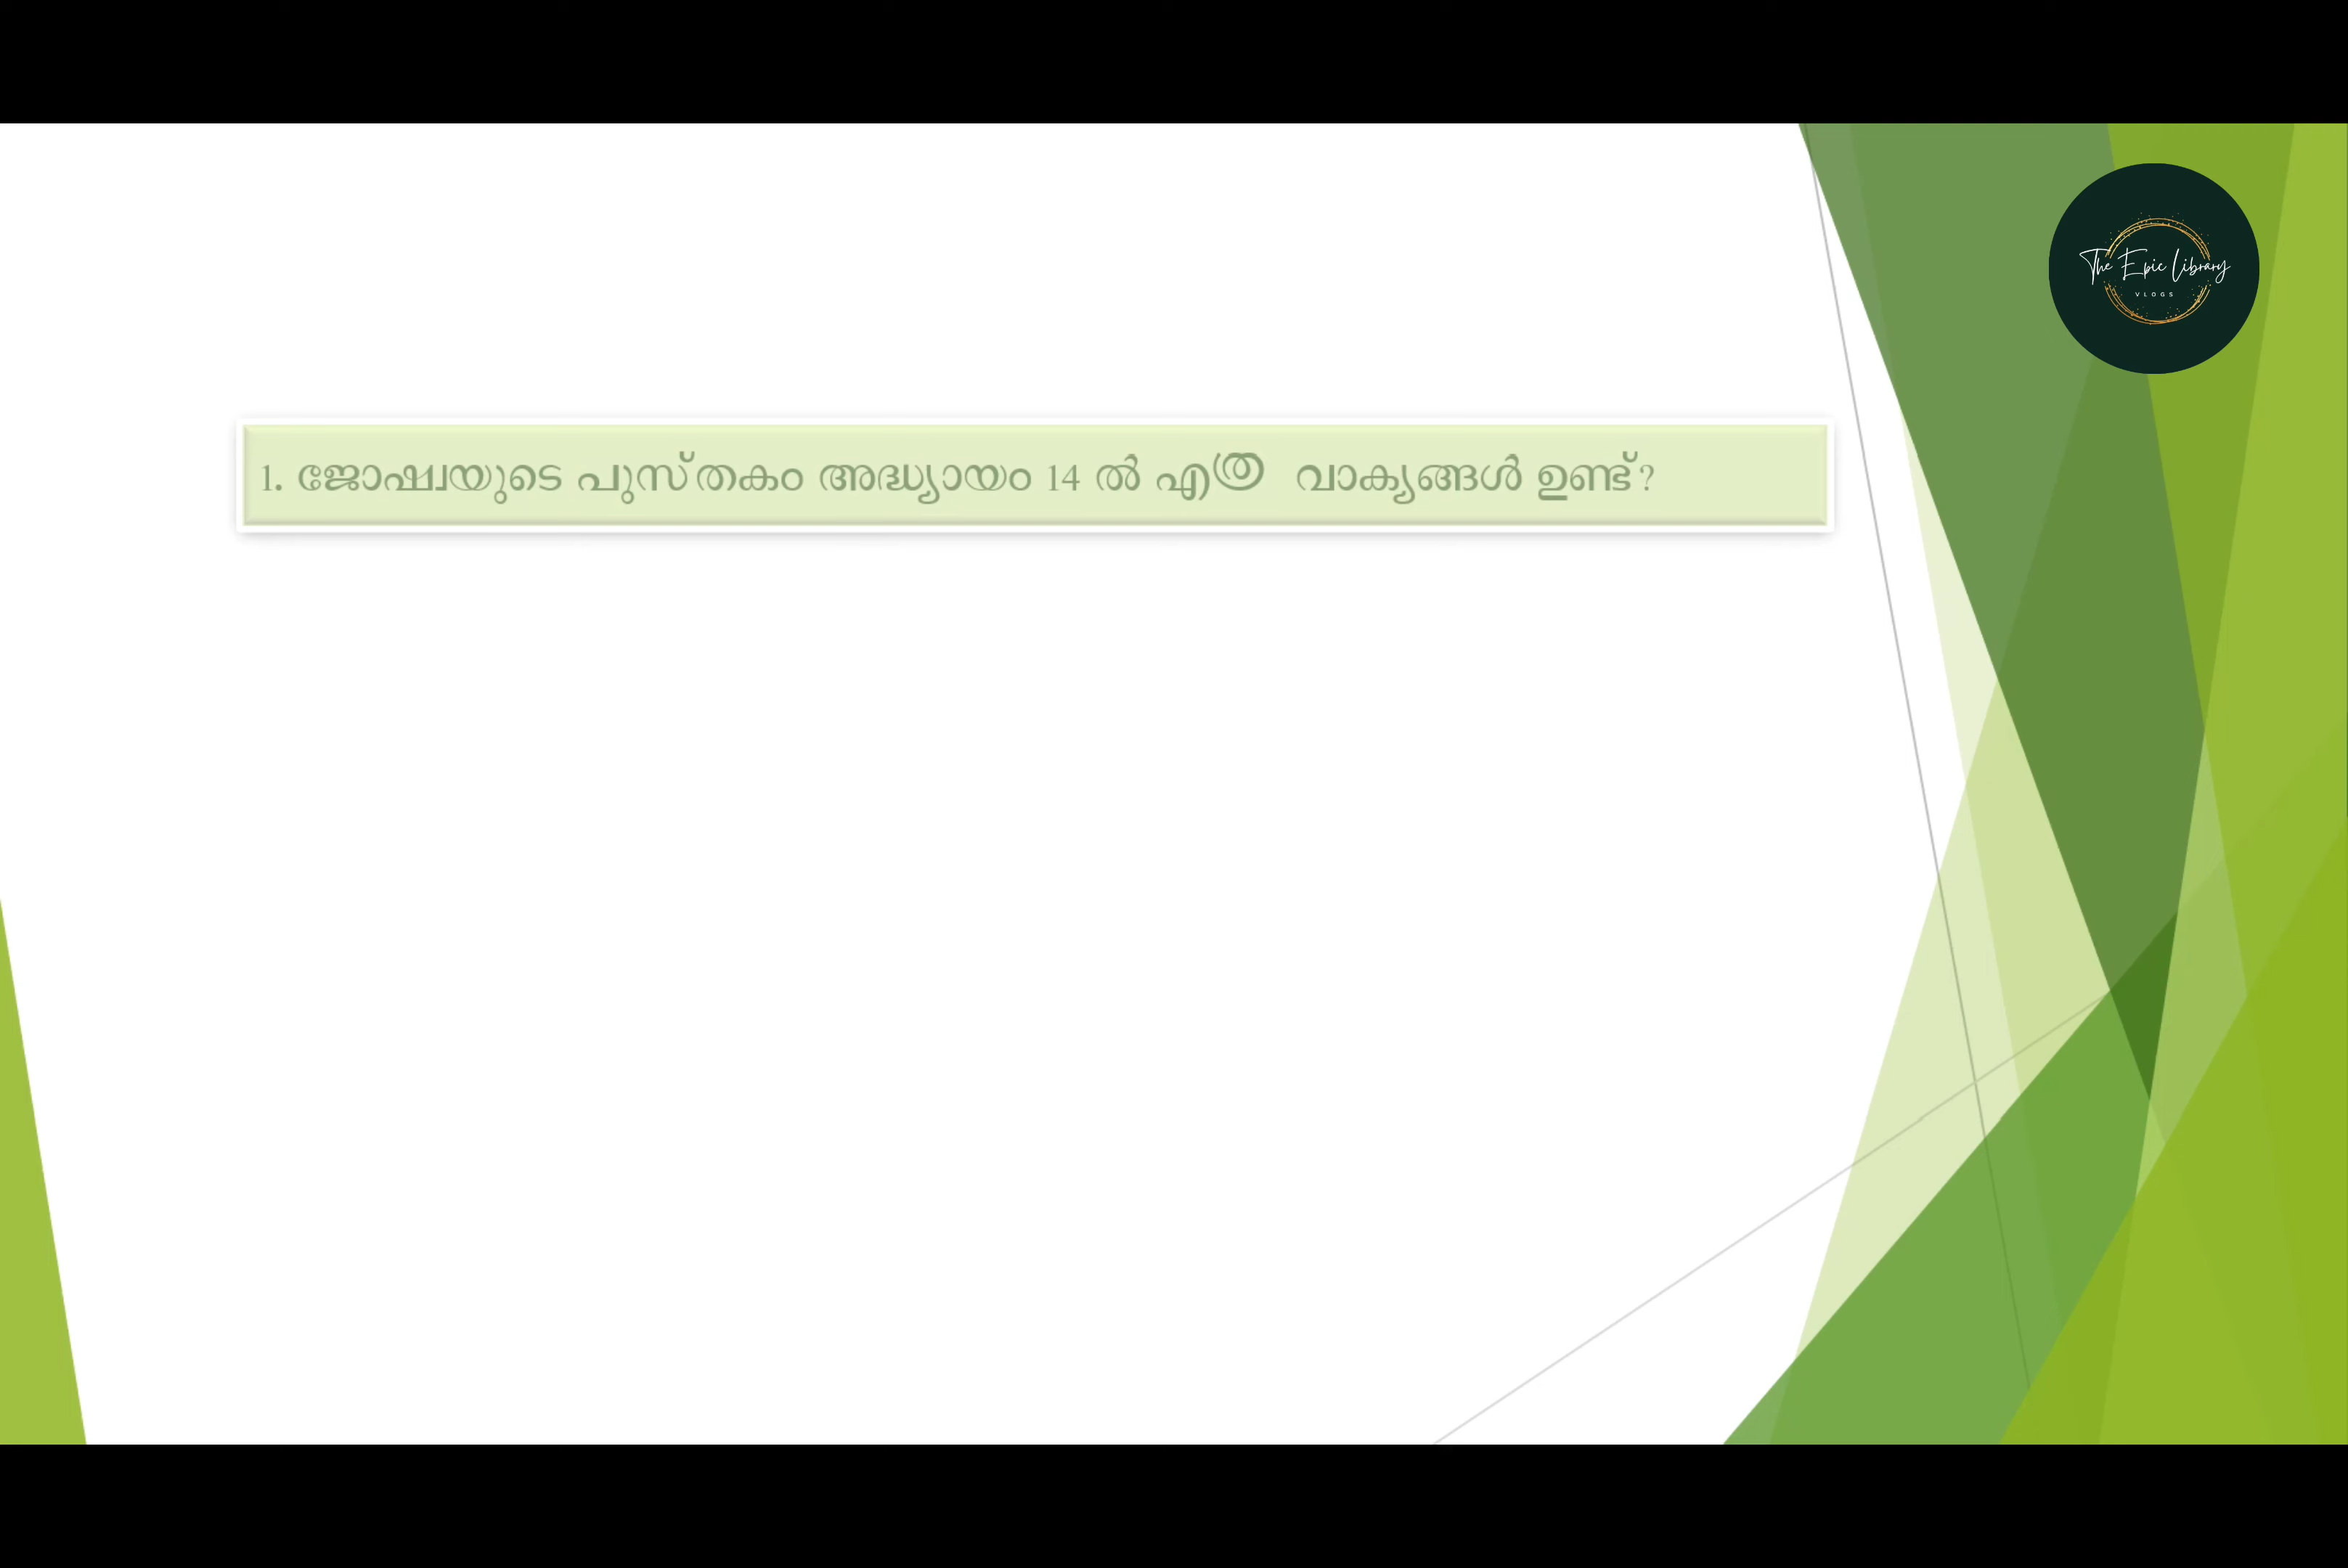 The Epic Library
VLOGS
1. ജോഷ്വയുടെ പുസ്തകം അദ്ധ്യായം 14 ൽ എത്ര വാക്യങ്ങൾ ഉണ്ട്?